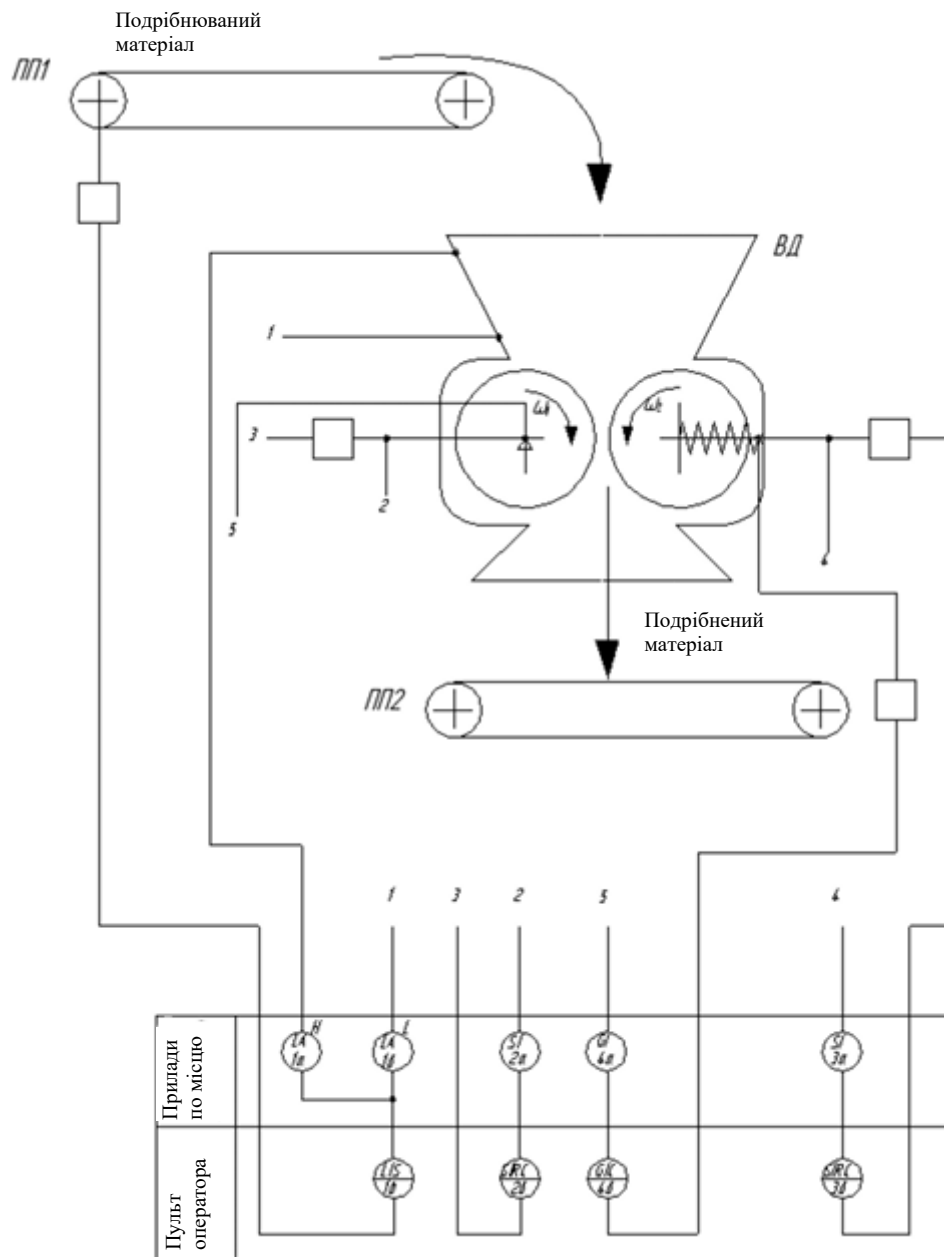 Подрібнюваний
матеріал
ПП1
ВД
1
ω1
ω2
3
2
5
4
Подрібнений
матеріал
ПП2
1 3 2 5 4
Прилади
по місцю
H
LA
1а
L
LA
1б
SI
2а
GI
4а
SI
3а
Пульт
оператора
LIS
1в
SIRC
2б
GIC
4б
SIRC
3б